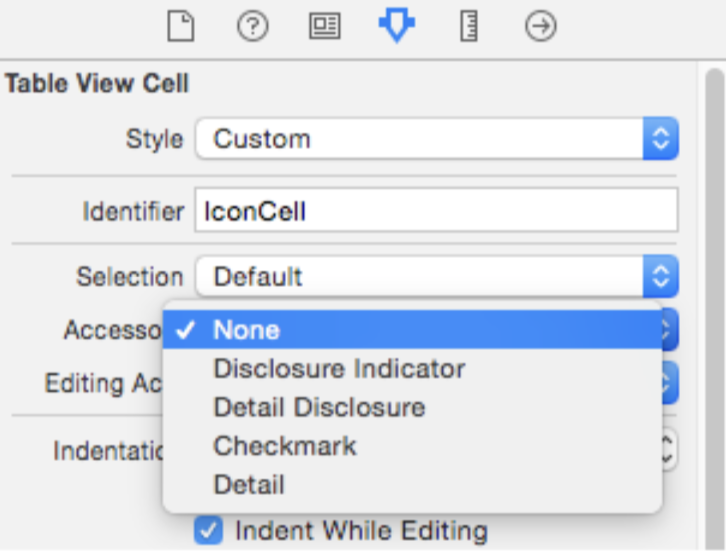 Table View Cell
Style Custom
Identifier IconCell
Selection Default
Accesso None
Disclosure Indicator
Editing Ac
Detail Disclosure
Checkmark
Indentatio
Detail
Indent While Editing